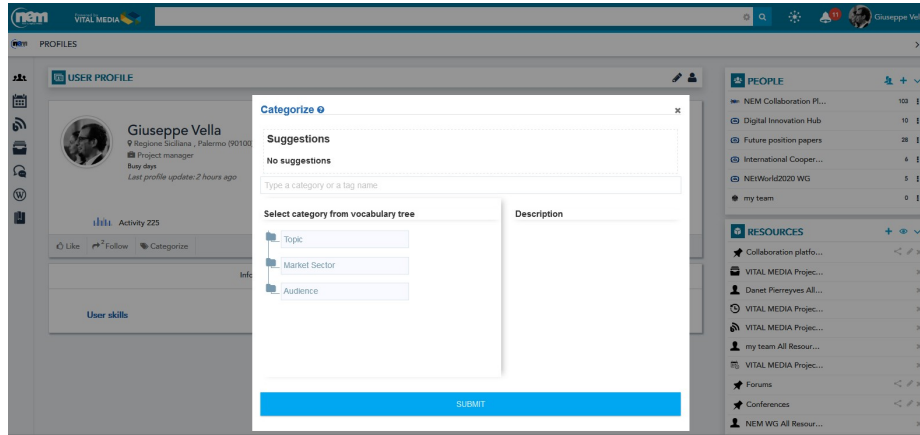 nem
Powered by
VITAL MEDIA
11
Giuseppe Vel
nem PROFILES
USER PROFILE
Giuseppe Vella
Regione Siciliana , Palermo (90100)
Project manager
Busy days
Last profile update: 2 hours ago
Activity 225
Like
2 Follow
Categorize
Info
User skills
Categorize
Suggestions
No suggestions
Type a category or a tag name
Select category from vocabulary tree
Description
Topic
Market Sector
Audience
SUBMIT
PEOPLE
NEM Collaboration Pl... 103
Digital Innovation Hub 10
Future position papers 28
International Cooper... 6
NEtWorld2020 WG 5
my team 0
RESOURCES
Collaboration platfo...
VITAL MEDIA Projec...
Danet Pierreyves All...
VITAL MEDIA Projec...
VITAL MEDIA Projec...
my team All Resour...
VITAL MEDIA Projec...
Forums
Conferences
NEM WG All Resour...